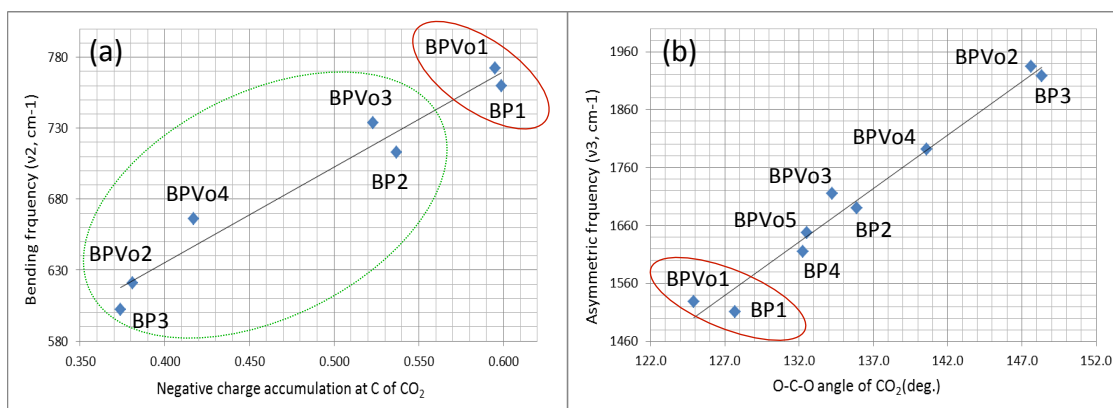 (a)
780
730
680
630
580
0.350
0.400
0.450
0.500
0.550
0.600
Bending frquency (v2, cm-1)
Negative charge accumulation at C of CO2
BPVo1
BP1
BPVo3
BP2
BPVo4
BPVo2
BP3
(b)
1960
1860
1760
1660
1560
1460
122.0
127.0
132.0
137.0
142.0
147.0
152.0
Asymmetric frquency (v3, cm-1)
O-C-O angle of CO2(deg.)
BPVo2
BP3
BPVo4
BPVo3
BP2
BPVo5
BP4
BPVo1
BP1